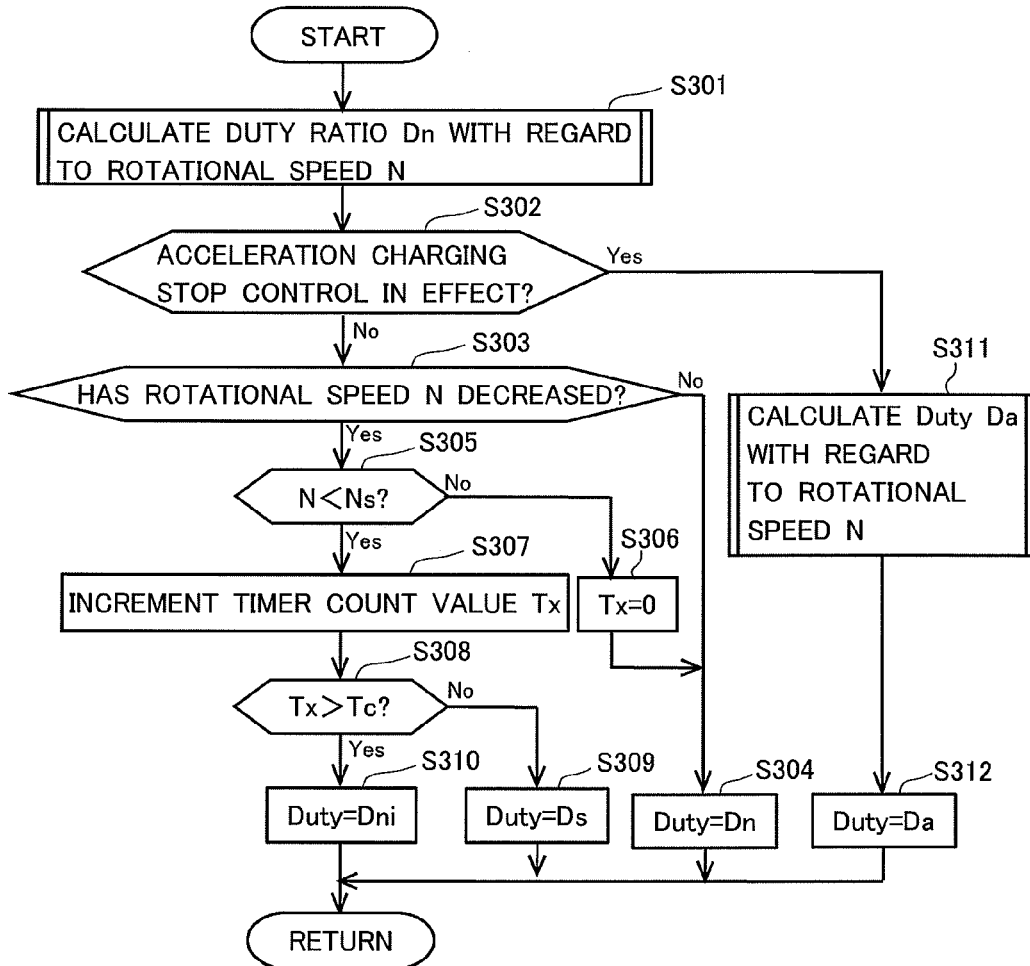 START
S301
CALCULATE DUTY RATIO Dn WITH REGARD
TO ROTATIONAL SPEED N
S302
ACCELERATION CHARGING
STOP CONTROL IN EFFECT?
Yes
No
S303
HAS ROTATIONAL SPEED N DECREASED?
No
S311
CALCULATE Duty Da
WITH REGARD
TO ROTATIONAL
SPEED N
Yes
S305
N<Ns?
No
Yes
S307
INCREMENT TIMER COUNT VALUE Tx
S306
Tx=0
S308
Tx>Tc?
No
Yes
S310
Duty=Dni
S309
Duty=Ds
S304
Duty=Dn
S312
Duty=Da
RETURN